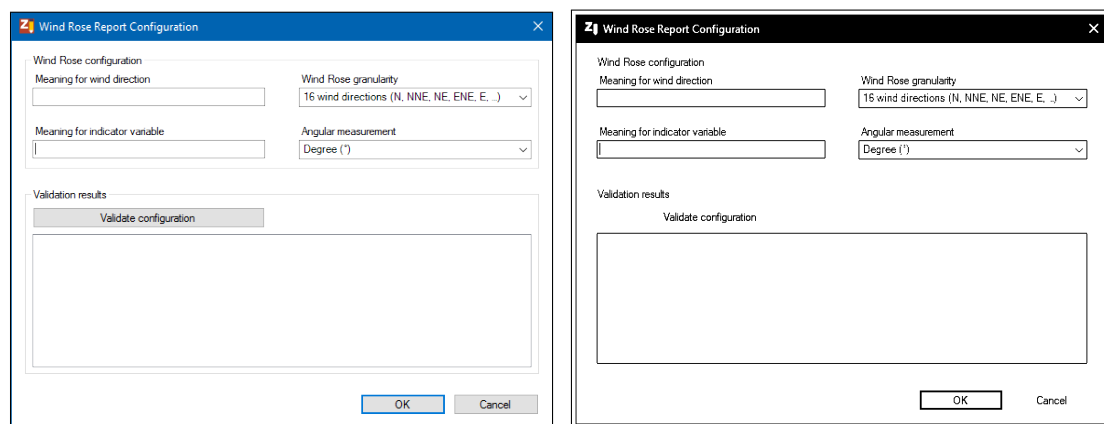 Wind Rose Report Configuration
Wind Rose configuration
Meaning for wind direction
Wind Rose granularity
16 wind directions (N, NNE, NE, ENE, E, ...)
Meaning for indicator variable
Angular measurement
Degree (°)
Validation results
Validate configuration
OK
Cancel
Wind Rose Report Configuration
Wind Rose configuration
Meaning for wind direction
Wind Rose granularity
16 wind directions (N, NNE, NE, ENE, E, ...)
Meaning for indicator variable
Angular measurement
Degree (°)
Validation results
Validate configuration
OK
Cancel